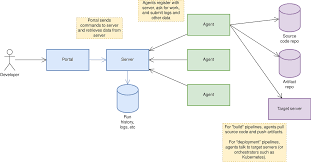 Agents register with
server, ask for work,
and submit logs and
other data
Portal sends
commands to server
and retrieves data from
server
Agent
Source
code repo
Developer
Portal
Server
Agent
Artifact
repo
Run
history,
logs, etc
Agent
Target server
For "build" pipelines, agents pull
source code and push artifacts.
For "deployment" pipelines,
agents talk to target servers (or
orchestrators such as
Kubernetes).